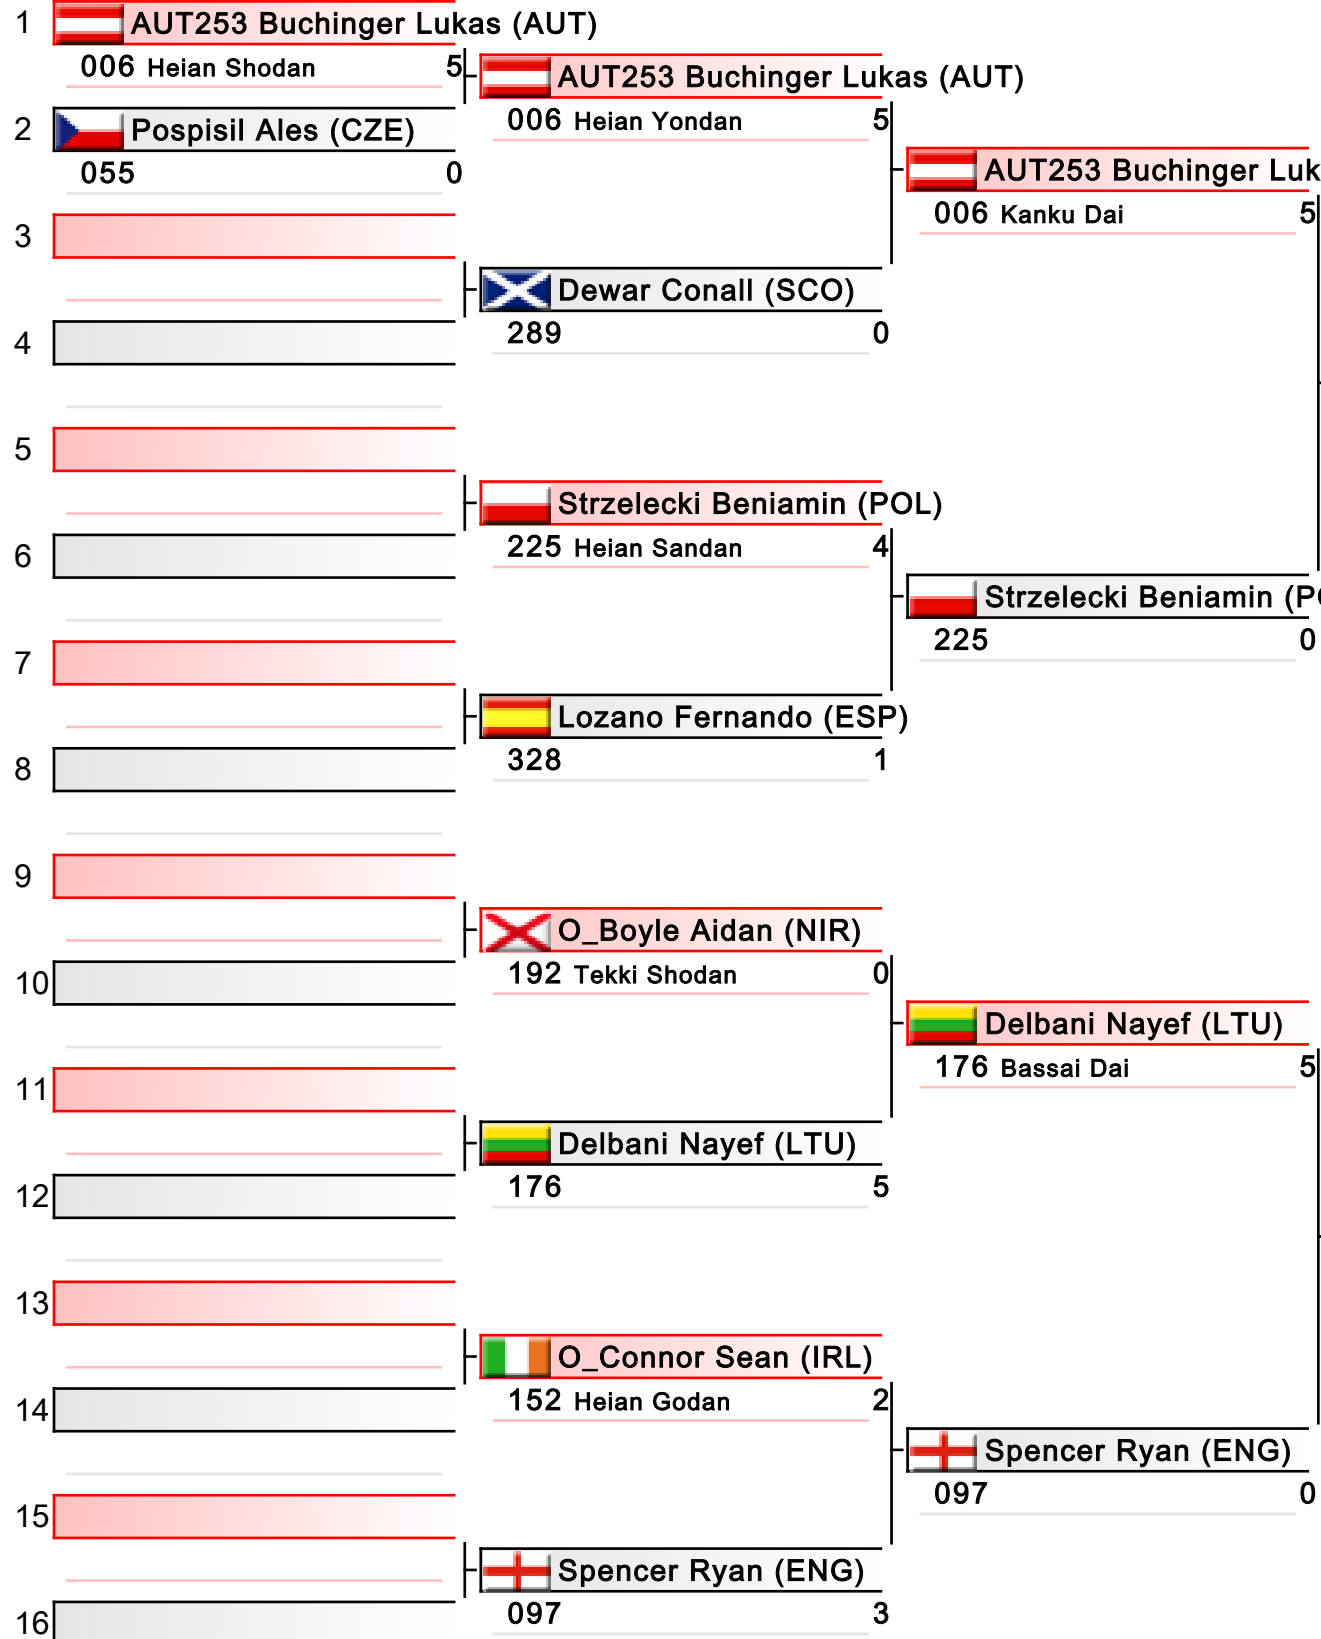 1 AUT253 Buchinger Lukas (AUT)
006 Heian Shodan 5
AUT253 Buchinger Lukas (AUT)
2 Pospisil Ales (CZE)
006 Heian Yondan 5
055 0
AUT253 Buchinger Luk
006 Kanku Dai 5
3
Dewar Conall (SCO)
4
289 0
5
Strzelecki Beniamin (POL)
6
225 Heian Sandan 4
Strzelecki Beniamin (P
225 0
7
Lozano Fernando (ESP)
8
328 1
9
O_Boyle Aidan (NIR)
10
192 Tekki Shodan 0
Delbani Nayef (LTU)
176 Bassai Dai 5
11
Delbani Nayef (LTU)
12
176 5
13
O_Connor Sean (IRL)
14
152 Heian Godan 2
Spencer Ryan (ENG)
097 0
15
Spencer Ryan (ENG)
16
097 3